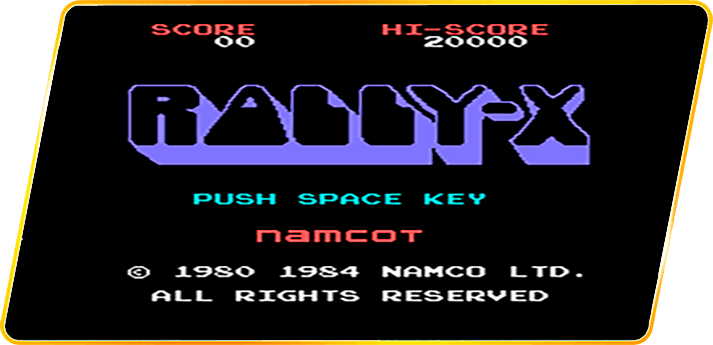 SCORE HI-SCORE
00 20000
RALLY-X
PUSH SPACE KEY
namcot
© 1980 1984 NAMCO LTD.
ALL RIGHTS RESERVED